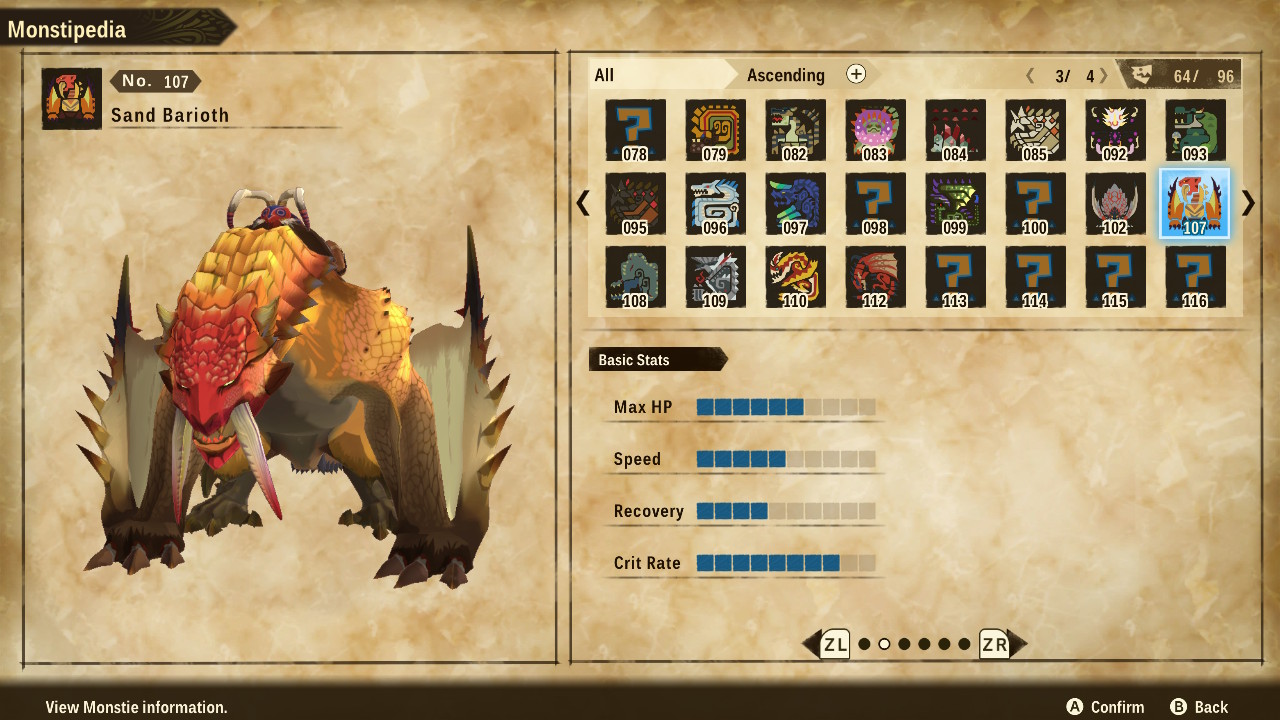 Monstipedia
No. 107
Sand Barioth
All
Ascending
3/ 4
64/ 96
078 079 082 083 084 085 092 093
095 096 097 098 099 100 102 107
108 109 110 112 113 114 115 116
Basic Stats
Max HP
Speed
Recovery
Crit Rate
ZL ZR
View Monstie information.
A Confirm B Back